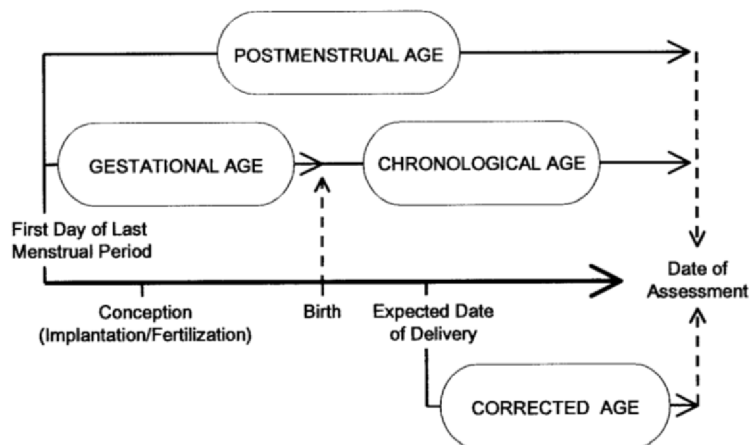 POSTMENSTRUAL AGE
GESTATIONAL AGE
CHRONOLOGICAL AGE
First Day of Last
Menstrual Period
Date of
Assessment
Conception
(Implantation/Fertilization)
Birth
Expected Date
of Delivery
CORRECTED AGE